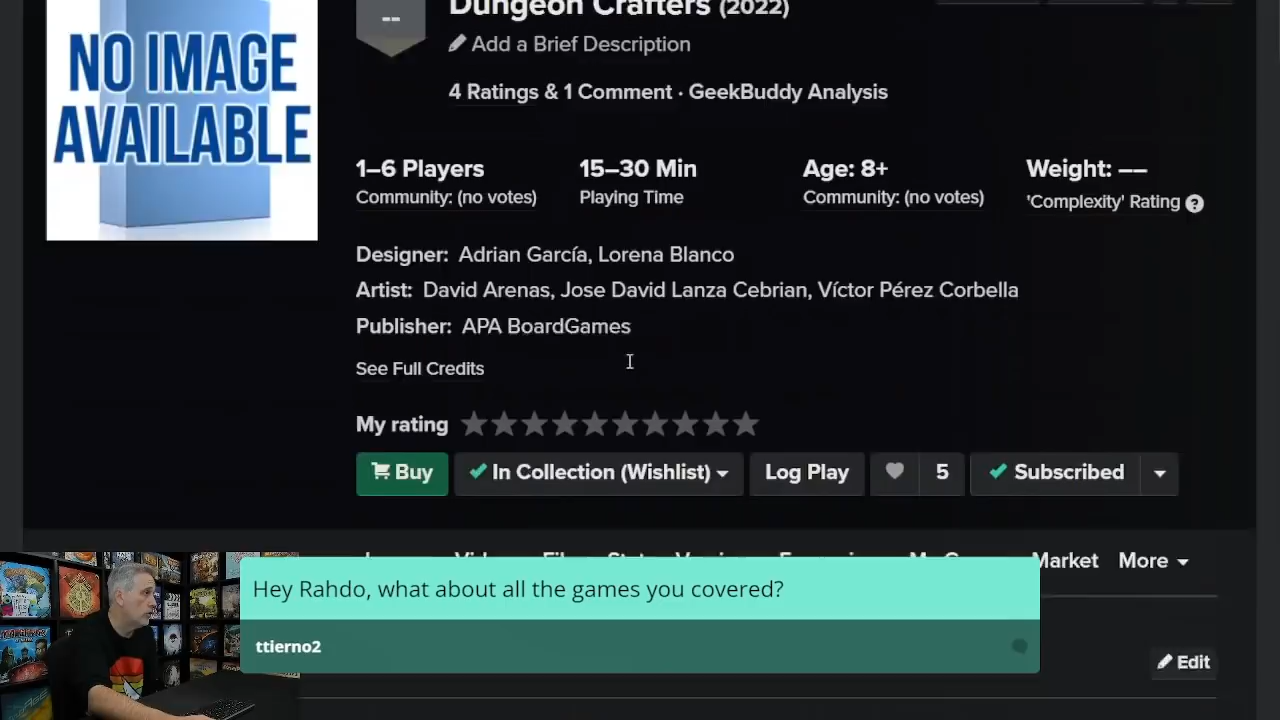 NO IMAGE
AVAILABLE
--
Dungeon Crafters (2022)
Add a Brief Description
4 Ratings & 1 Comment · GeekBuddy Analysis
1–6 Players
Community: (no votes)
15–30 Min
Playing Time
Age: 8+
Community: (no votes)
Weight: ––
'Complexity' Rating ?
Designer: Adrian García, Lorena Blanco
Artist: David Arenas, Jose David Lanza Cebrian, Víctor Pérez Corbella
Publisher: APA BoardGames
See Full Credits
My rating
Buy
In Collection (Wishlist)
Log Play
5
Subscribed
Market
More
Hey Rahdo, what about all the games you covered?
ttierno2
Edit